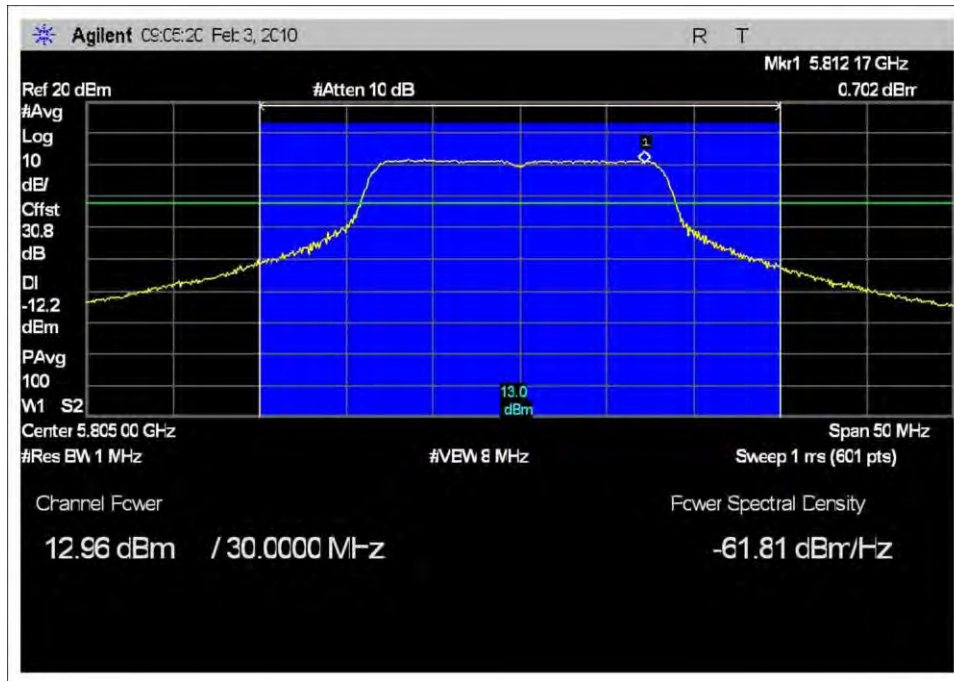 Agilent 09:05:20 Feb 3, 2010 R T
Mkr1 5.812 17 GHz
Ref 20 dBm #Atten 10 dB 0.702 dBm
#Avg
Log
10
dB/
Offst
30.8
dB
DI
-12.2
dBm
PAvg
100
W1 S2
1
13.0
dBm
Center 5.805 00 GHz Span 50 MHz
#Res BW 1 MHz #VBW 8 MHz Sweep 1 ms (601 pts)
Channel Power Power Spectral Density
12.96 dBm / 30.0000 MHz -61.81 dBm/Hz